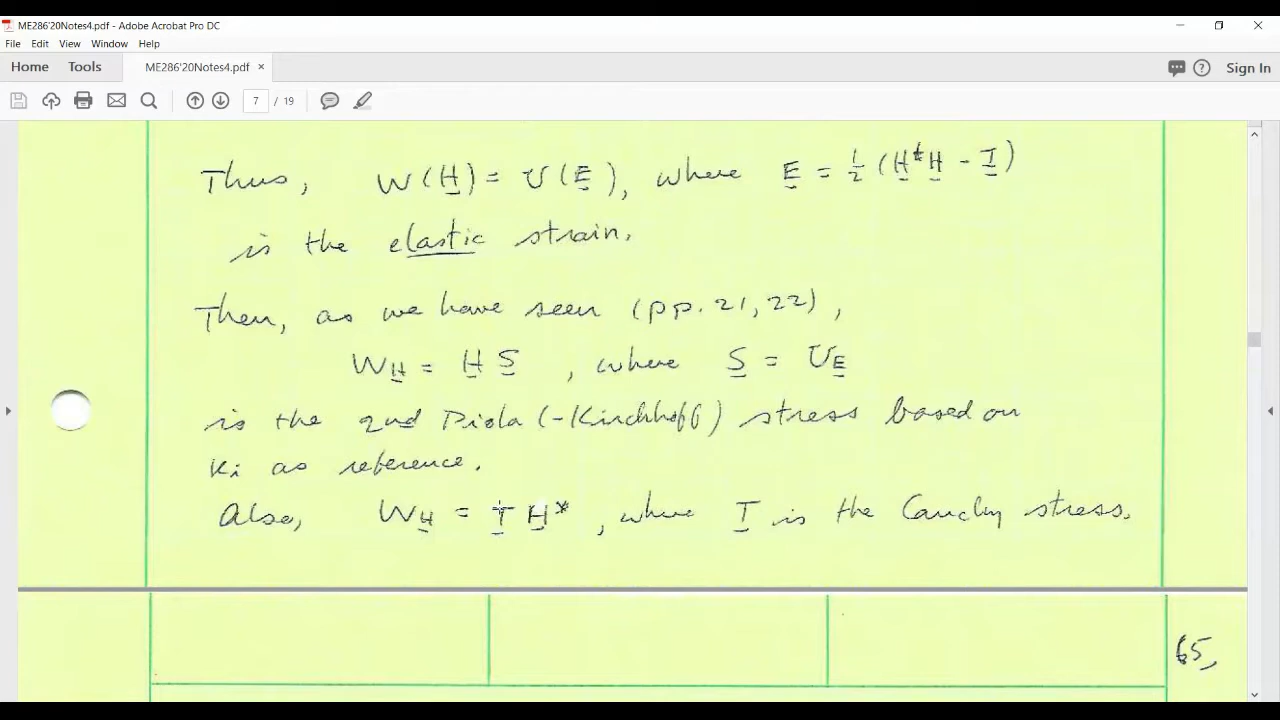 ME286'20Notes4.pdf - Adobe Acrobat Pro DC
File Edit View Window Help
Home Tools ME286'20Notes4.pdf × Sign In
7 / 19
Thus, W(H) = U(E), where E = 1/2 (HᵗH - I)
is the elastic strain.
Then, as we have seen (pp. 21, 22),
W_H = H S , where S = U_E
is the 2nd Piola(-Kirchhoff) stress based on
κi as reference.
Also, W_H = T H* , where T is the Cauchy stress.
65,